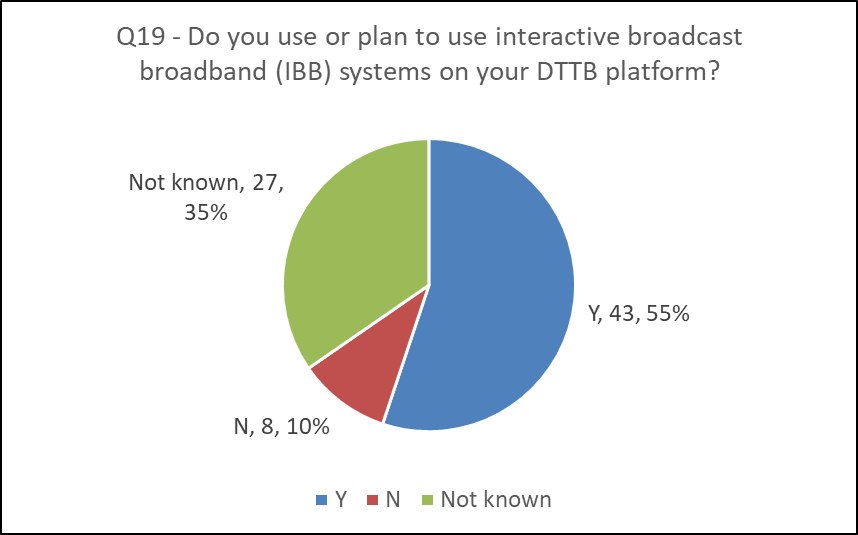 Q19 - Do you use or plan to use interactive broadcast
broadband (IBB) systems on your DTTB platform?
Not known, 27,
35%
Y, 43, 55%
N, 8, 10%
Y N Not known